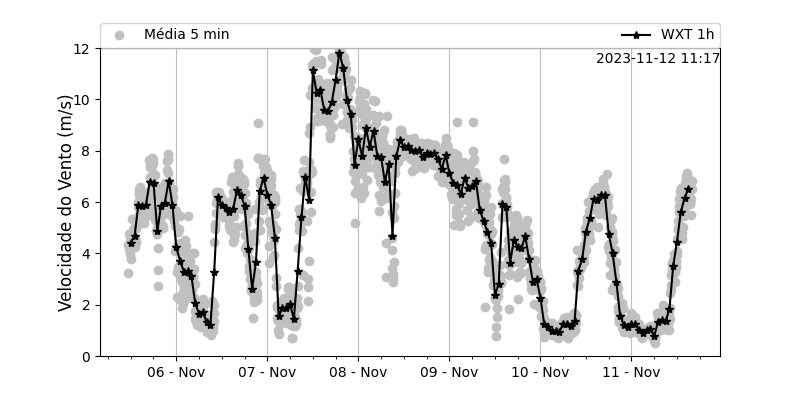 Média 5 min
WXT 1h
2023-11-12 11:17
Velocidade do Vento (m/s)
12
10
8
6
4
2
0
06 - Nov
07 - Nov
08 - Nov
09 - Nov
10 - Nov
11 - Nov